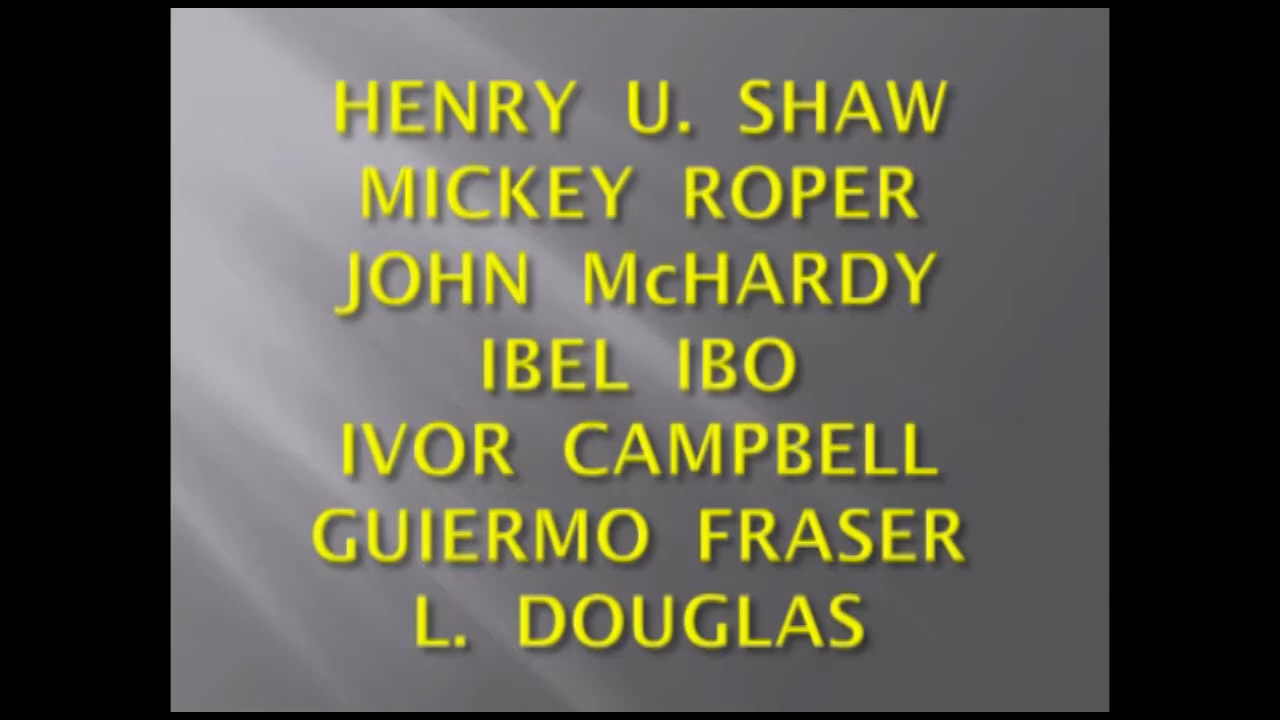 HENRY U. SHAW
MICKEY ROPER
JOHN McHARDY
IBEL IBO
IVOR CAMPBELL
GUIERMO FRASER
L. DOUGLAS